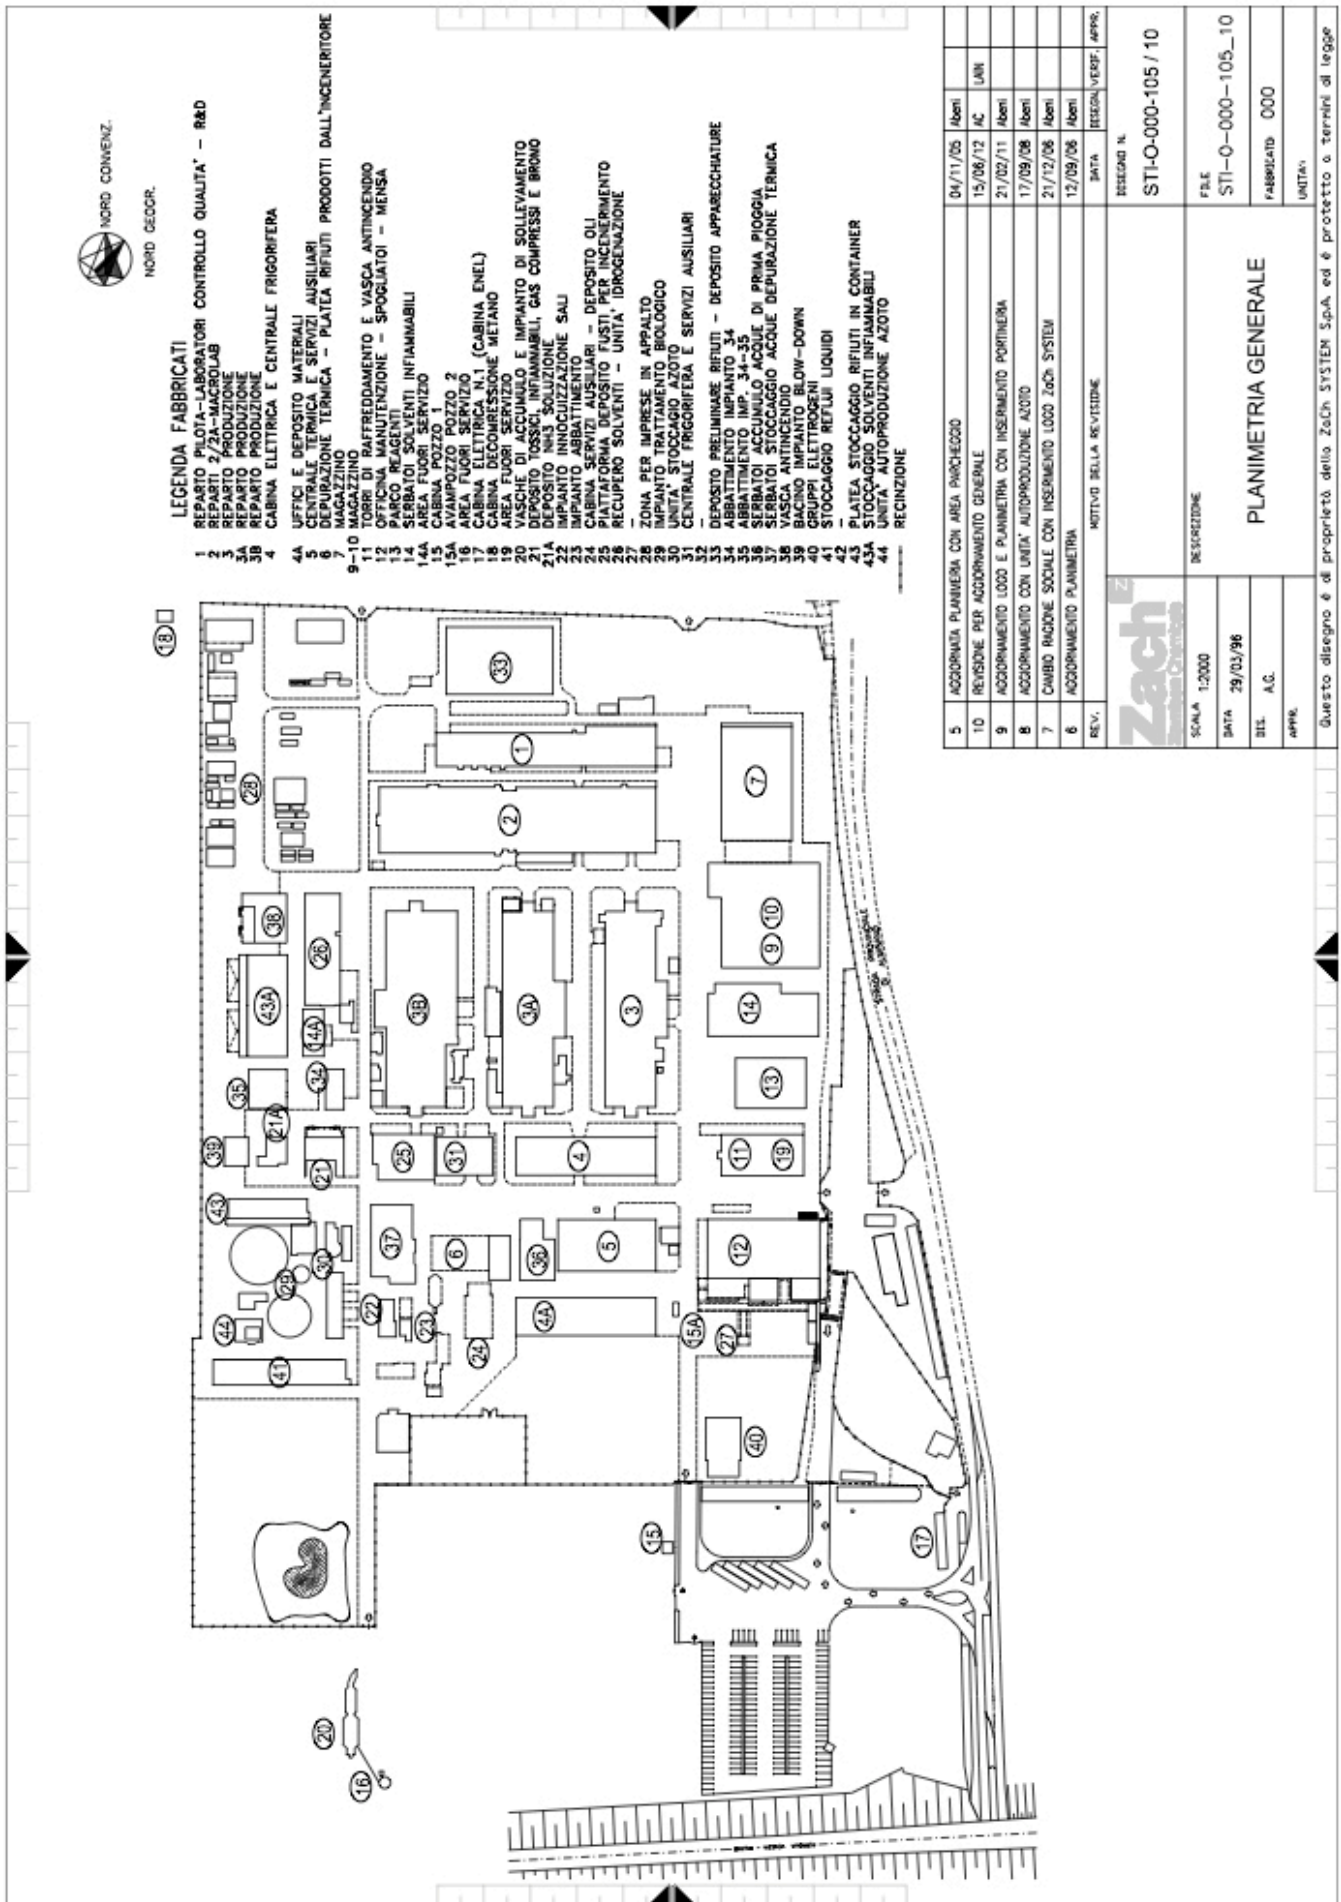 NORD CONVENZ.
NORD GEOGR.
LEGENDA FABBRICATI
1 REPARTO PILOTA-LABORATORI CONTROLLO QUALITA' - R&D
2 REPARTI 2/2A-MACROLAB
3 REPARTO PRODUZIONE
3A REPARTO PRODUZIONE
3B REPARTO PRODUZIONE
4 CABINA ELETTRICA E CENTRALE FRIGORIFERA
4A UFFICI E DEPOSITO MATERIALI
5 CENTRALE TERMICA E SERVIZI AUSILIARI
6 DEPURAZIONE TERMICA - PLATEA RIFIUTI PRODOTTI DALL'INCENERITORE
7 MAGAZZINO
9-10 MAGAZZINO
11 TORRI DI RAFFREDDAMENTO E VASCA ANTINCENDIO
12 OFFICINA MANUTENZIONE - SPOGLIATOI - MENSA
13 PARCO REAGENTI
14 SERBATOI SOLVENTI INFIAMMABILI
14A AREA FUORI SERVIZIO
15 CABINA POZZO 1
15A AVAMPOZZO POZZO 2
16 AREA FUORI SERVIZIO
17 CABINA ELETTRICA N.1 (CABINA ENEL)
18 CABINA DECOMPRESSIONE METANO
19 AREA FUORI SERVIZIO
20 VASCHE DI ACCUMULO E IMPIANTO DI SOLLEVAMENTO
21 DEPOSITO TOSSICI, INFIAMMABILI, GAS COMPRESSI E BROMO
21A DEPOSITO NH3 SOLUZIONE
22 IMPIANTO INNOCUIZZAZIONE SALI
23 IMPIANTO ABBATTIMENTO
24 CABINA SERVIZI AUSILIARI - DEPOSITO OLI
25 PIATTAFORMA DEPOSITO FUSTI PER INCENERIMENTO
26 RECUPERO SOLVENTI - UNITA' IDROGENAZIONE
27 -
28 ZONA PER IMPRESE IN APPALTO
29 IMPIANTO TRATTAMENTO BIOLOGICO
30 UNITA' STOCCAGGIO AZOTO
31 CENTRALE FRIGORIFERA E SERVIZI AUSILIARI
32 -
33 DEPOSITO PRELIMINARE RIFIUTI - DEPOSITO APPARECCHIATURE
34 ABBATTIMENTO IMPIANTO 34
35 ABBATTIMENTO IMP. 34-35
36 SERBATOI ACCUMULO ACQUE DI PRIMA PIOGGIA
37 SERBATOI STOCCAGGIO ACQUE DEPURAZIONE TERMICA
38 VASCA ANTINCENDIO
39 BACINO IMPIANTO BLOW-DOWN
40 GRUPPI ELETTROGENI
41 STOCCAGGIO REFLUI LIQUIDI
42 -
43 PLATEA STOCCAGGIO RIFIUTI IN CONTAINER
43A STOCCAGGIO SOLVENTI INFIAMMABILI
44 UNITA' AUTOPRODUZIONE AZOTO
RECINZIONE
18
28
33
1
2
7
38
26
43A
14A
3B
3A
3
9 10
14
13
35
34
39
21A
21
25
31
4
11
19
43
29
30
37
6
36
5
12
44
22
23
24
4A
15A
27
41
40
15
17
20
16
STRADA PROVINCIALE
5 AGGIORNATA PLANIMERIA CON AREA PARCHEGGIO 04/11/05 Abeni
10 REVISIONE PER AGGIORNAMENTO GENERALE 15/06/12 AC LAIN
9 AGGIORNAMENTO LOGO E PLANIMETRIA CON INSERIMENTO PORTINERIA 21/02/11 Abeni
8 AGGIORNAMENTO CON UNITA' AUTOPRODUZIONE AZOTO 17/09/08 Abeni
7 CAMBIO RAGIONE SOCIALE CON INSERIMENTO LOGO ZaCh SYSTEM 21/12/06 Abeni
6 AGGIORNAMENTO PLANIMETRIA 12/09/06 Abeni
REV. MOTIVO DELLA REVISIONE DATA DISEGN. VERIF. APPR.
Zach
DISEGNO N.
STI-O-000-105 / 10
SCALA 1:2000
DATA 29/03/96
DIS. A.C.
APPR.
DESCRIZIONE
PLANIMETRIA GENERALE
FILE
STI-O-000-105_10
FABBRICATO: 000
UNITA':
Questo disegno é di proprietà della ZaCh SYSTEM S.p.A. ed é protetto a termini di legge